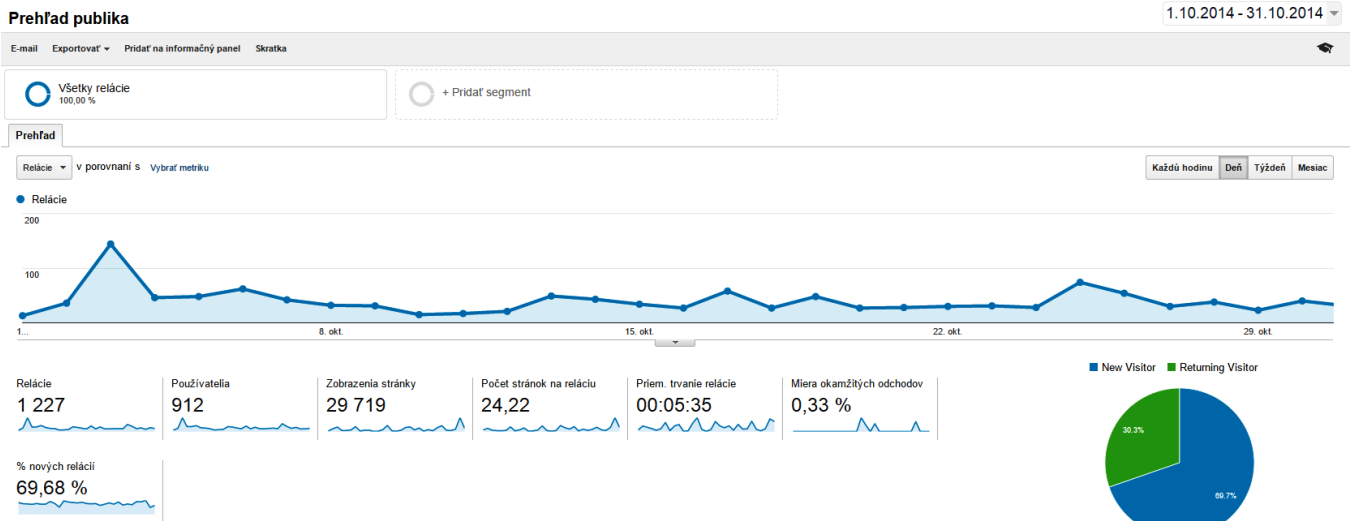 Prehľad publika
1.10.2014 - 31.10.2014
E-mail Exportovať Pridať na informačný panel Skratka
Všetky relácie
100,00 %
+ Pridať segment
Prehľad
Relácie v porovnaní s Vybrať metriku
Každú hodinu Deň Týždeň Mesiac
Relácie
200
100
1... 8. okt. 15. okt. 22. okt. 29. okt.
New Visitor Returning Visitor
Relácie Používatelia Zobrazenia stránky Počet stránok na reláciu Priem. trvanie relácie Miera okamžitých odchodov
1 227 912 29 719 24,22 00:05:35 0,33 %
30.3%
69.7%
% nových relácií
69,68 %